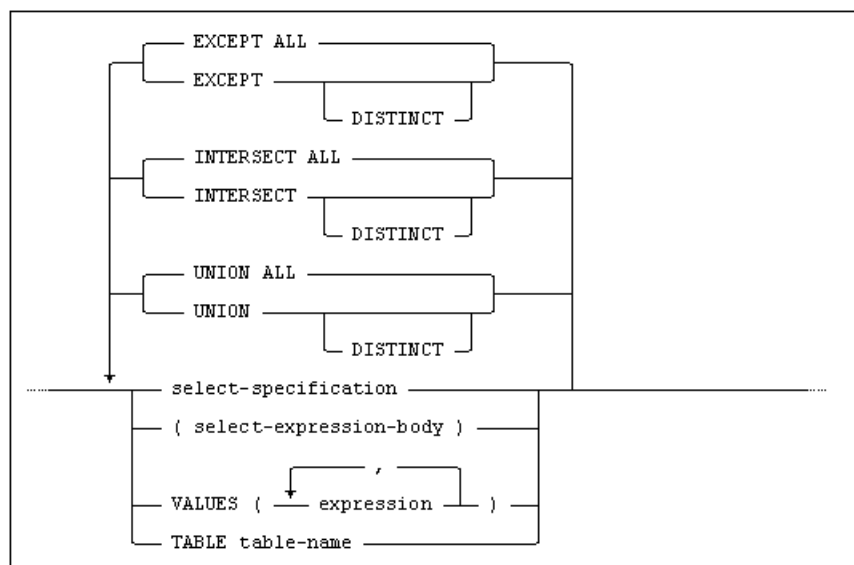 EXCEPT ALL
EXCEPT
DISTINCT
INTERSECT ALL
INTERSECT
DISTINCT
UNION ALL
UNION
DISTINCT
select-specification
( select-expression-body )
,
VALUES ( expression )
TABLE table-name